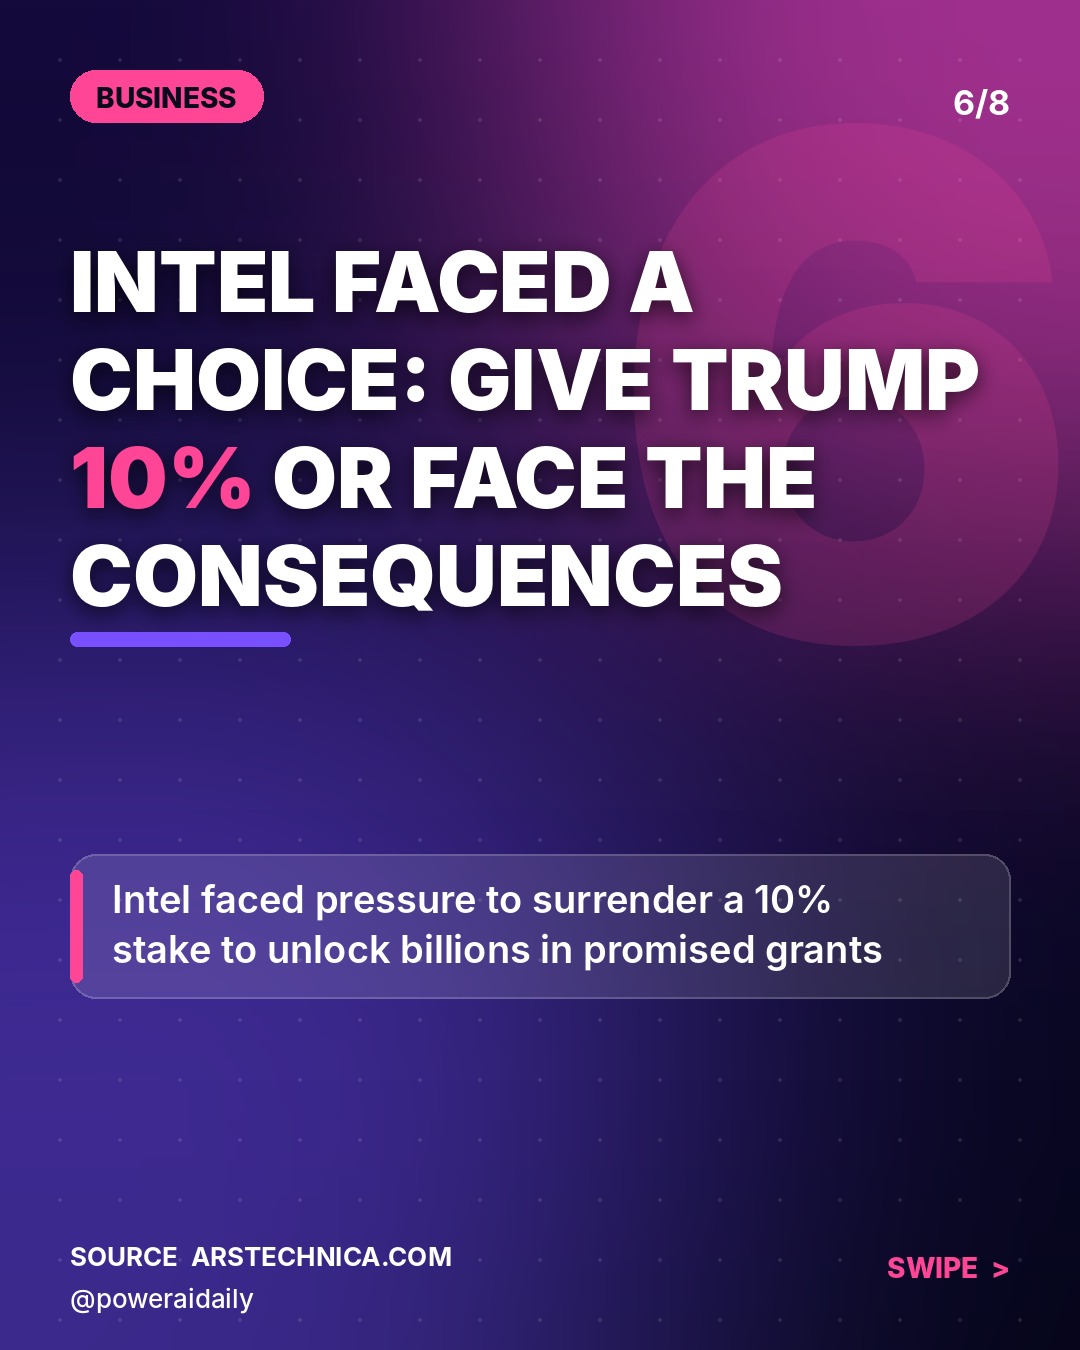 BUSINESS
6/8
6
INTEL FACED A
CHOICE: GIVE TRUMP
10% OR FACE THE
CONSEQUENCES
Intel faced pressure to surrender a 10%
stake to unlock billions in promised grants
SOURCE ARSTECHNICA.COM
@poweraidaily
SWIPE >